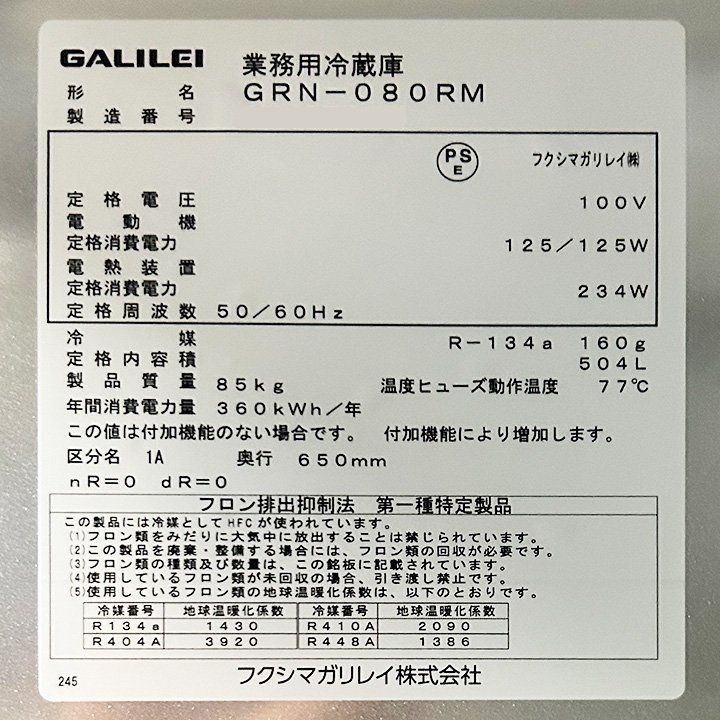 GALILEI 業務用冷蔵庫
形名 GRN-080RM
製造番号
PSE フクシマガリレイ㈱
定格電圧 100V
電動機
定格消費電力 125/125W
電熱装置
定格消費電力 234W
定格周波数 50/60Hz
冷媒 R-134a 160g
定格内容積 504L
製品質量 85kg 温度ヒューズ動作温度 77℃
年間消費電力量 360kWh/年
この値は付加機能のない場合です。 付加機能により増加します。
区分名 1A 奥行 650mm
nR=0 dR=0
フロン排出抑制法 第一種特定製品
この製品には冷媒としてHFCが使われています。
(1)フロン類をみだりに大気中に放出することは禁じられています。
(2)この製品を廃棄・整備する場合には、フロン類の回収が必要です。
(3)フロン類の種類及び数量は、この銘板に記載されています。
(4)使用しているフロン類が未回収の場合、引き渡し禁止です。
(5)使用しているフロン類の地球温暖化係数は、以下のとおりです。
冷媒番号 地球温暖化係数 冷媒番号 地球温暖化係数
R134a 1430 R410A 2090
R404A 3920 R448A 1386
245 フクシマガリレイ株式会社